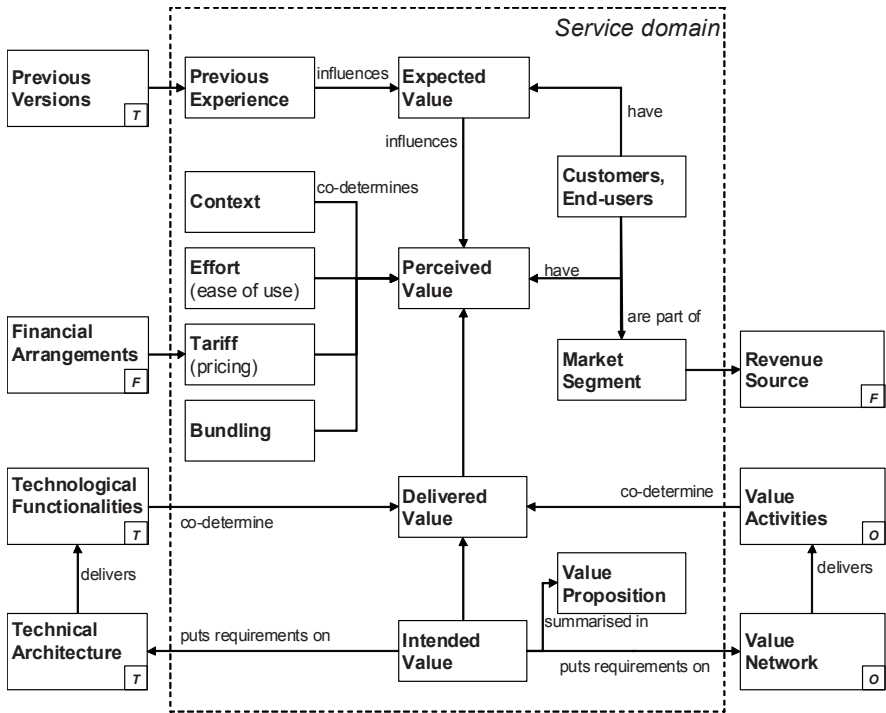 Service domain
Previous
Versions
T
Previous
Experience
influences
Expected
Value
have
influences
Customers,
End-users
Context
co-determines
Effort
(ease of use)
Perceived
Value
have
are part of
Financial
Arrangements
F
Tariff
(pricing)
Market
Segment
Revenue
Source
F
Bundling
Technological
Functionalities
T
co-determine
Delivered
Value
co-determine
Value
Activities
O
delivers
delivers
Value
Proposition
summarised in
Technical
Architecture
T
puts requirements on
Intended
Value
puts requirements on
Value
Network
O